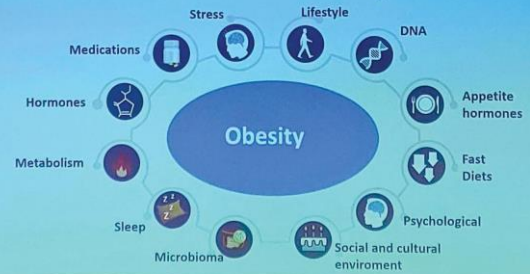 Stress
Lifestyle
DNA
Medications
Hormones
Appetite
hormones
Obesity
Metabolism
Fast
Diets
Sleep
Psychological
Microbioma
Social and cultural
enviroment
z z z